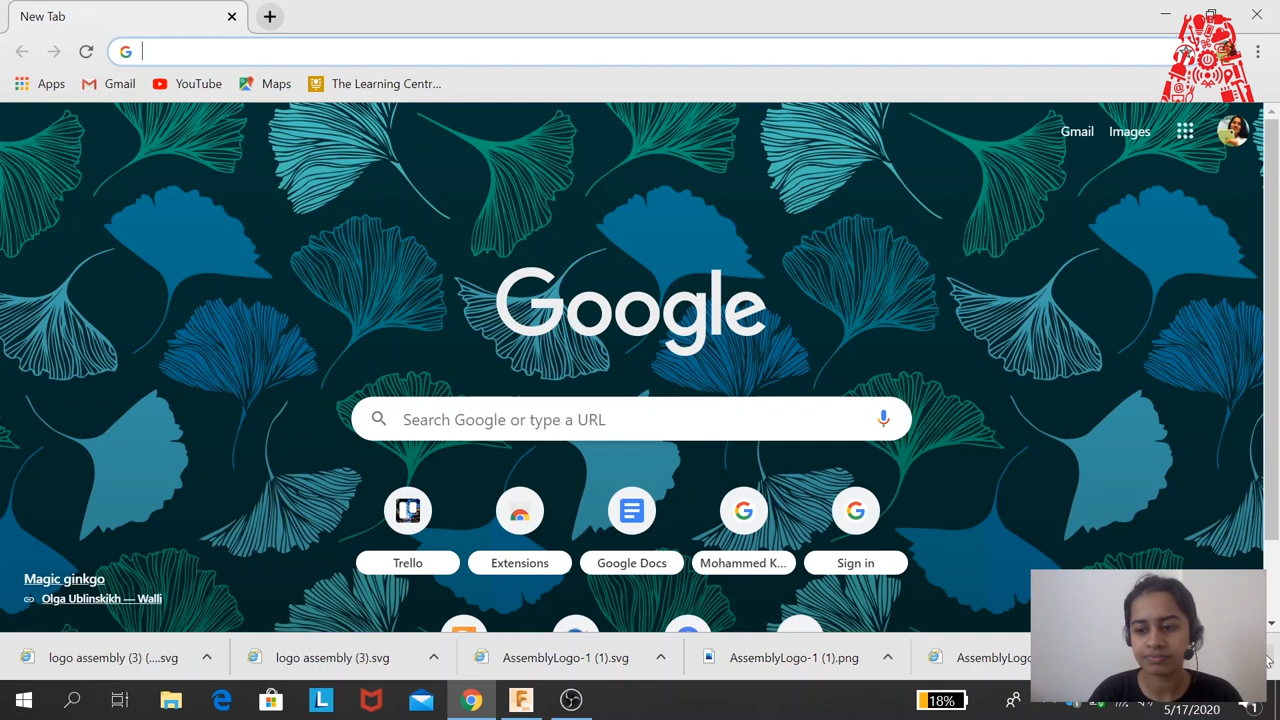 New Tab
Apps
Gmail
YouTube
Maps
The Learning Centr...
Gmail
Images
Google
Search Google or type a URL
Trello
Extensions
Google Docs
Mohammed K...
Sign in
Magic ginkgo
Olga Ublinskikh — Walli
logo assembly (3) (....svg
logo assembly (3).svg
AssemblyLogo-1 (1).svg
AssemblyLogo-1 (1).png
AssemblyLogo
18%
5/17/2020
1